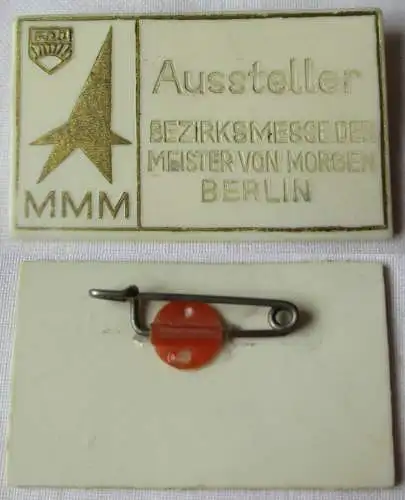 FDJ
MMM
Aussteller
BEZIRKSMESSE DER
MEISTER VON MORGEN
BERLIN